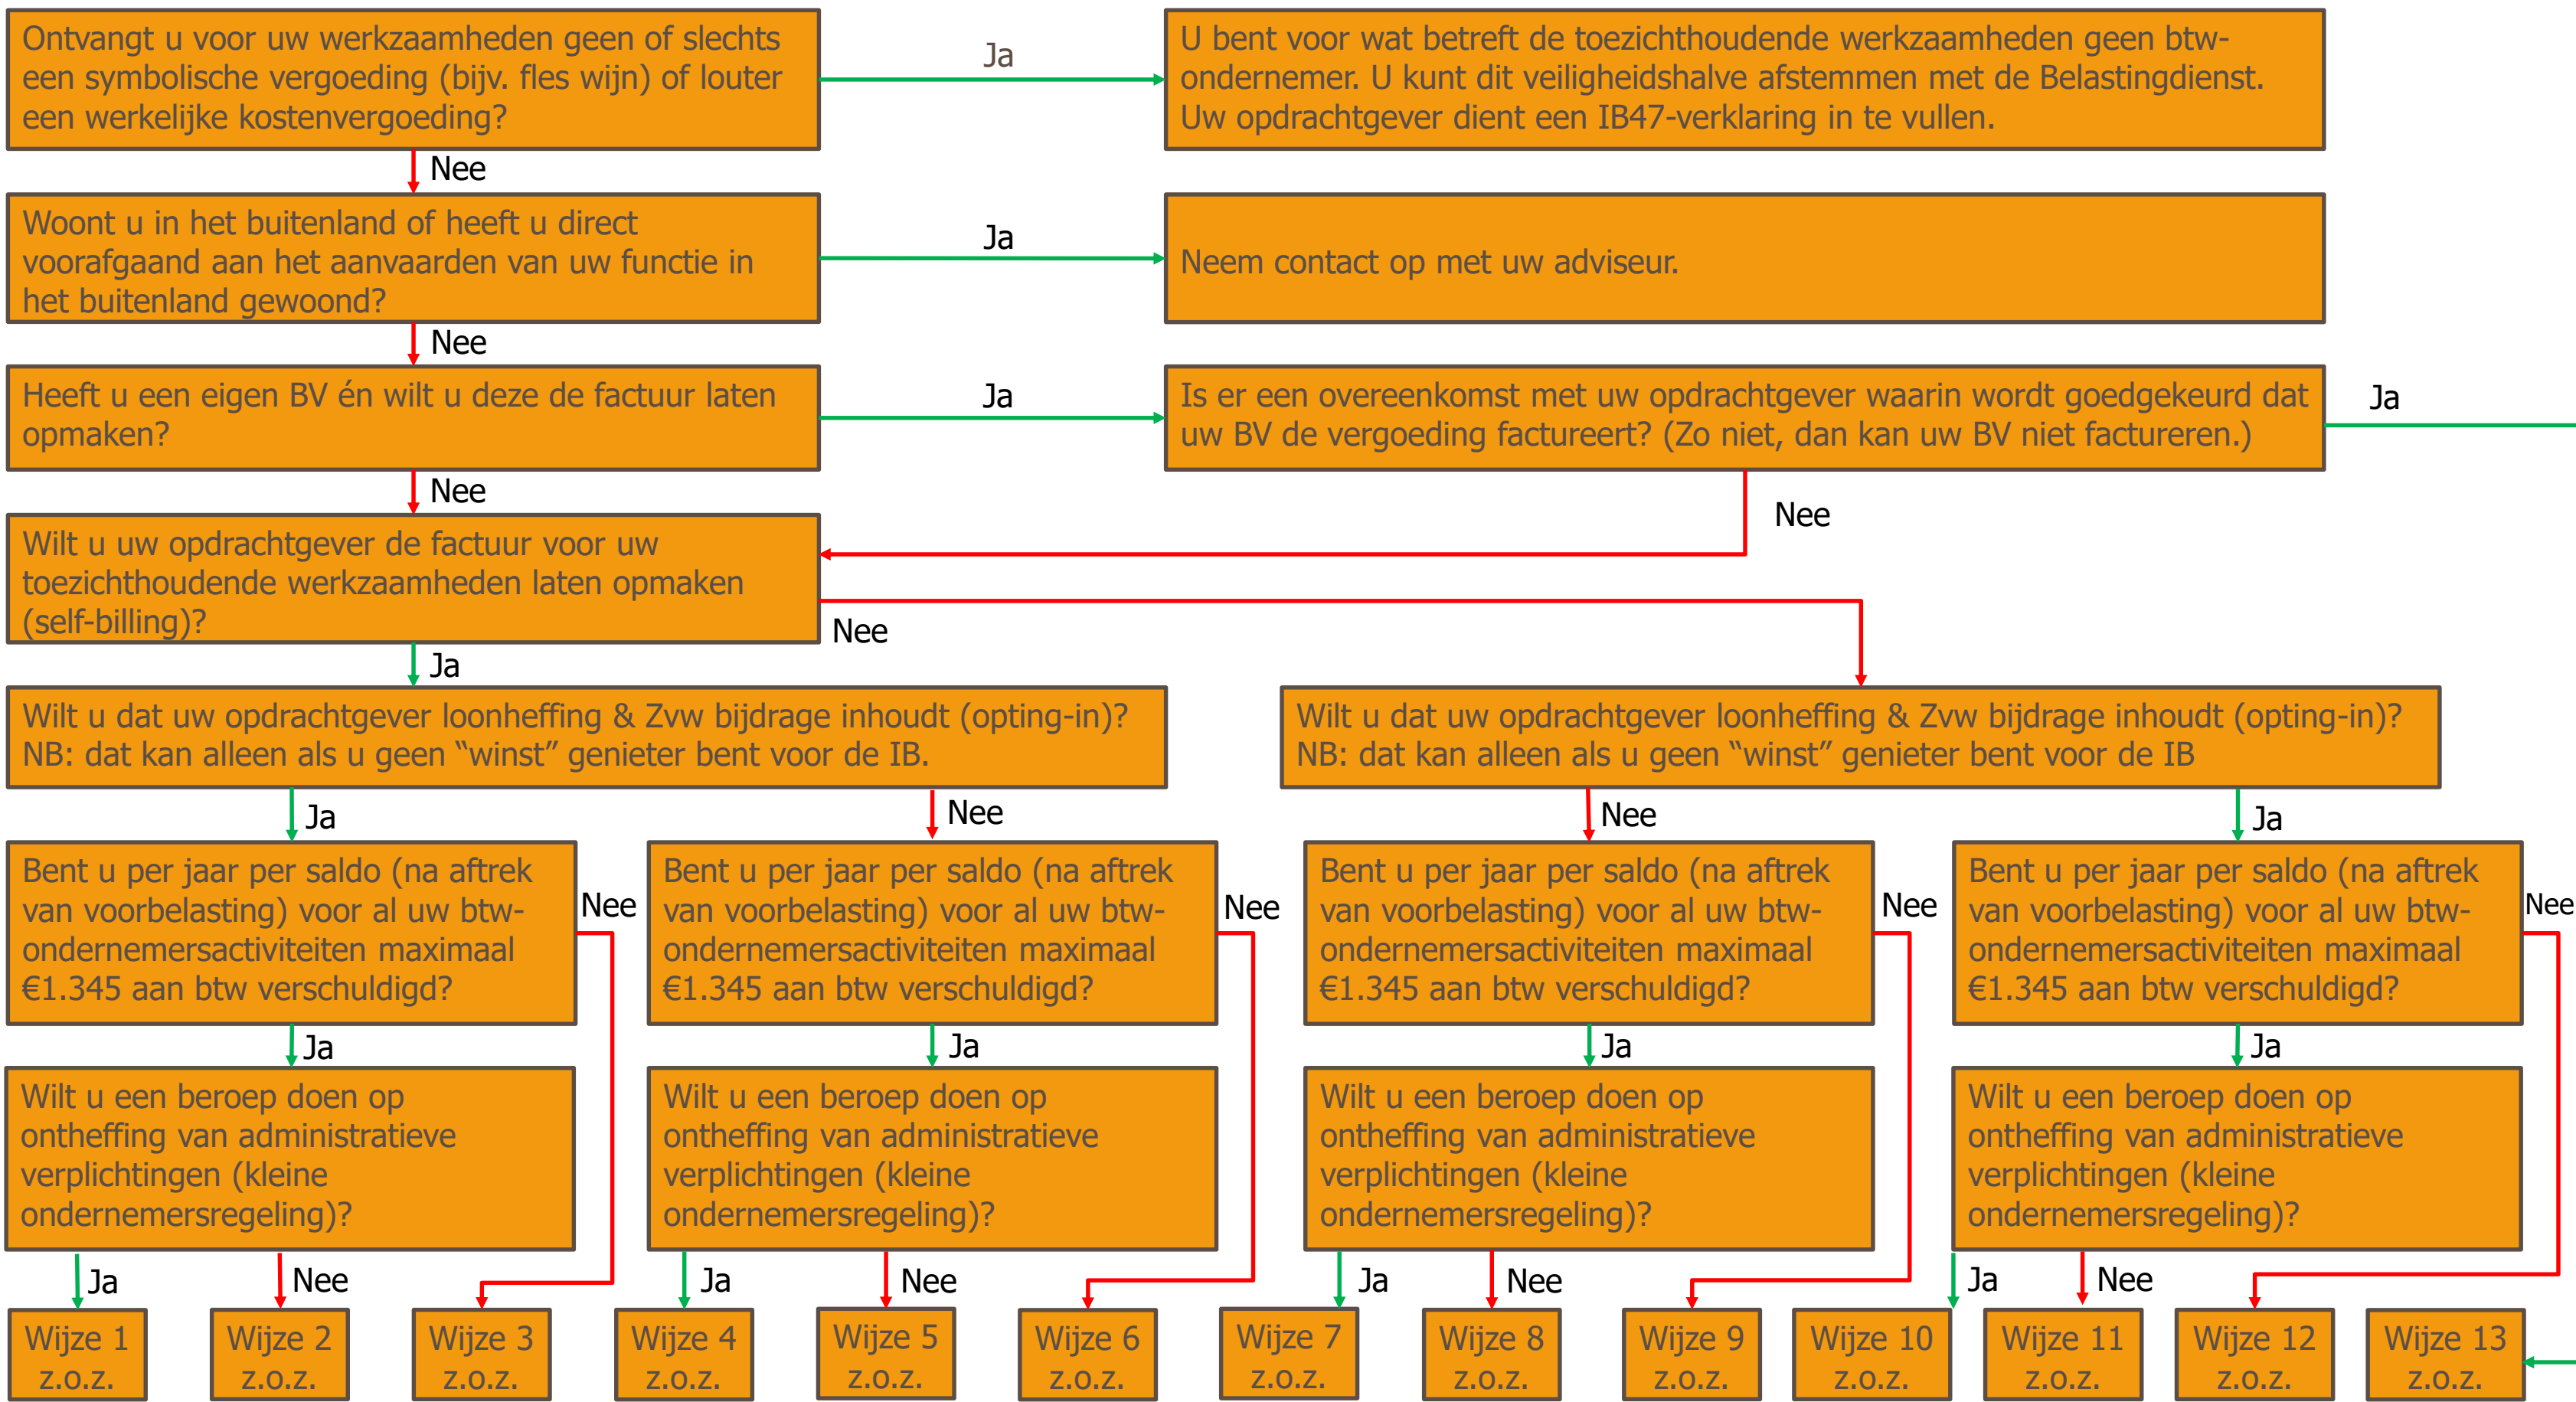 Ontvangt u voor uw werkzaamheden geen of slechts
een symbolische vergoeding (bijv. fles wijn) of louter
een werkelijke kostenvergoeding?
Ja
U bent voor wat betreft de toezichthoudende werkzaamheden geen btw-
ondernemer. U kunt dit veiligheidshalve afstemmen met de Belastingdienst.
Uw opdrachtgever dient een IB47-verklaring in te vullen.
Nee
Woont u in het buitenland of heeft u direct
voorafgaand aan het aanvaarden van uw functie in
het buitenland gewoond?
Ja
Neem contact op met uw adviseur.
Nee
Heeft u een eigen BV én wilt u deze de factuur laten
opmaken?
Ja
Is er een overeenkomst met uw opdrachtgever waarin wordt goedgekeurd dat
uw BV de vergoeding factureert? (Zo niet, dan kan uw BV niet factureren.)
Ja
Nee
Nee
Wilt u uw opdrachtgever de factuur voor uw
toezichthoudende werkzaamheden laten opmaken
(self-billing)?
Nee
Ja
Wilt u dat uw opdrachtgever loonheffing & Zvw bijdrage inhoudt (opting-in)?
NB: dat kan alleen als u geen “winst” genieter bent voor de IB.
Wilt u dat uw opdrachtgever loonheffing & Zvw bijdrage inhoudt (opting-in)?
NB: dat kan alleen als u geen “winst” genieter bent voor de IB
Ja
Nee
Nee
Ja
Bent u per jaar per saldo (na aftrek
van voorbelasting) voor al uw btw-
ondernemersactiviteiten maximaal
€1.345 aan btw verschuldigd?
Nee
Bent u per jaar per saldo (na aftrek
van voorbelasting) voor al uw btw-
ondernemersactiviteiten maximaal
€1.345 aan btw verschuldigd?
Nee
Bent u per jaar per saldo (na aftrek
van voorbelasting) voor al uw btw-
ondernemersactiviteiten maximaal
€1.345 aan btw verschuldigd?
Nee
Bent u per jaar per saldo (na aftrek
van voorbelasting) voor al uw btw-
ondernemersactiviteiten maximaal
€1.345 aan btw verschuldigd?
Nee
Ja
Ja
Ja
Ja
Wilt u een beroep doen op
ontheffing van administratieve
verplichtingen (kleine
ondernemersregeling)?
Wilt u een beroep doen op
ontheffing van administratieve
verplichtingen (kleine
ondernemersregeling)?
Wilt u een beroep doen op
ontheffing van administratieve
verplichtingen (kleine
ondernemersregeling)?
Wilt u een beroep doen op
ontheffing van administratieve
verplichtingen (kleine
ondernemersregeling)?
Ja
Nee
Ja
Nee
Ja
Nee
Ja
Nee
Wijze 1
z.o.z.
Wijze 2
z.o.z.
Wijze 3
z.o.z.
Wijze 4
z.o.z.
Wijze 5
z.o.z.
Wijze 6
z.o.z.
Wijze 7
z.o.z.
Wijze 8
z.o.z.
Wijze 9
z.o.z.
Wijze 10
z.o.z.
Wijze 11
z.o.z.
Wijze 12
z.o.z.
Wijze 13
z.o.z.